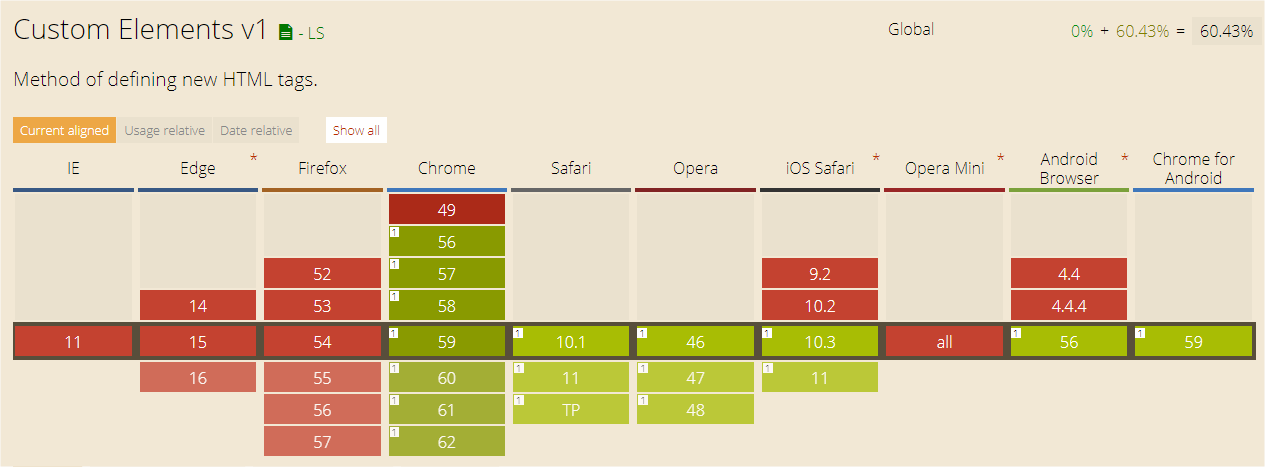 Custom Elements v1 - LS Global 0% + 60.43% = 60.43%
Method of defining new HTML tags.
Current aligned Usage relative Date relative Show all
IE Edge * Firefox Chrome Safari Opera iOS Safari * Opera Mini * Android Browser * Chrome for Android
49
1 56
52 1 57 9.2 4.4
14 53 1 58 10.2 4.4.4
11 15 54 1 59 1 10.1 1 46 1 10.3 all 1 56 1 59
16 55 1 60 1 11 1 47 1 11
56 1 61 1 TP 1 48
57 1 62